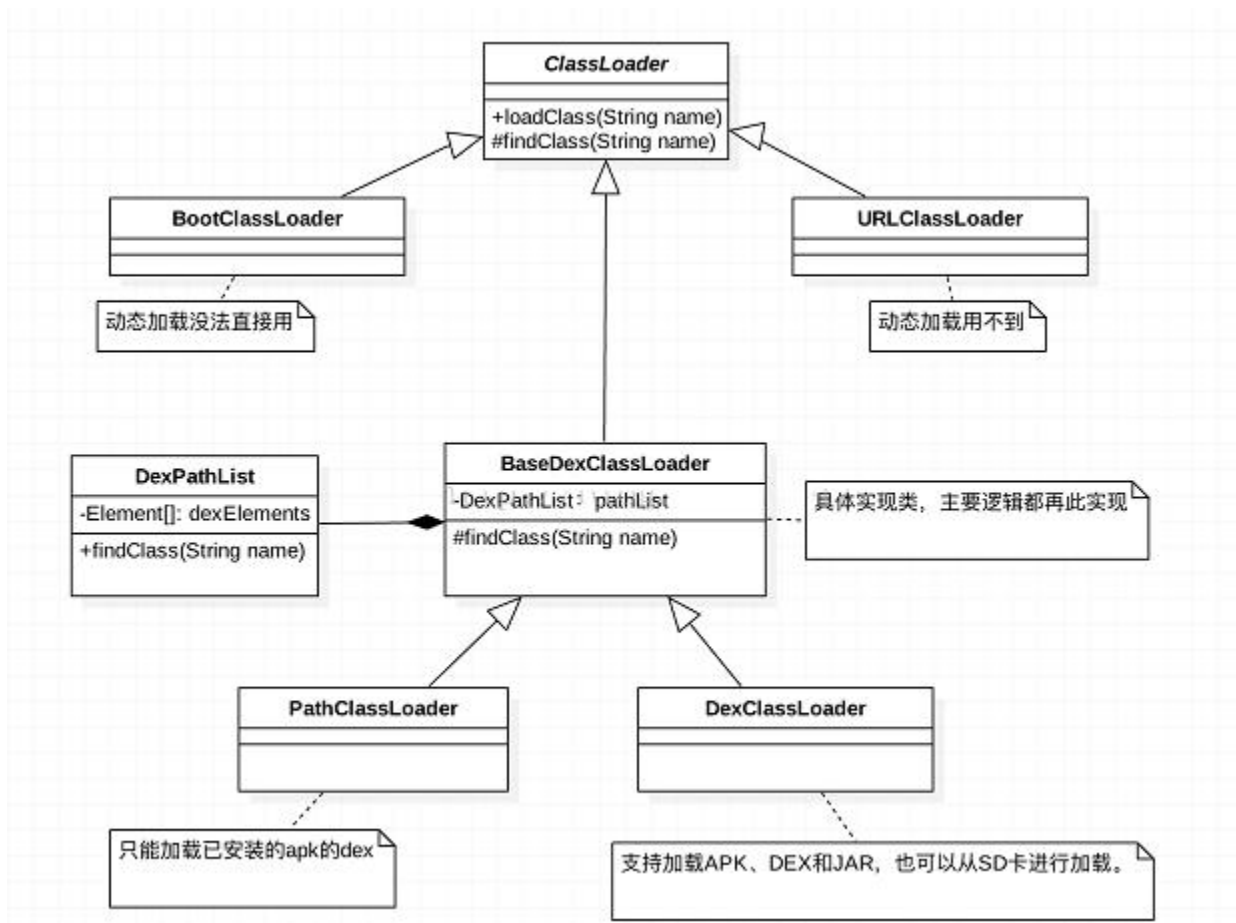 ClassLoader
+loadClass(String name)
#findClass(String name)
BootClassLoader
URLClassLoader
动态加载没法直接用
动态加载用不到
DexPathList
-Element[]: dexElements
+findClass(String name)
BaseDexClassLoader
-DexPathList: pathList
#findClass(String name)
具体实现类，主要逻辑都再此实现
PathClassLoader
DexClassLoader
只能加载已安装的apk的dex
支持加载APK、DEX和JAR，也可以从SD卡进行加载。